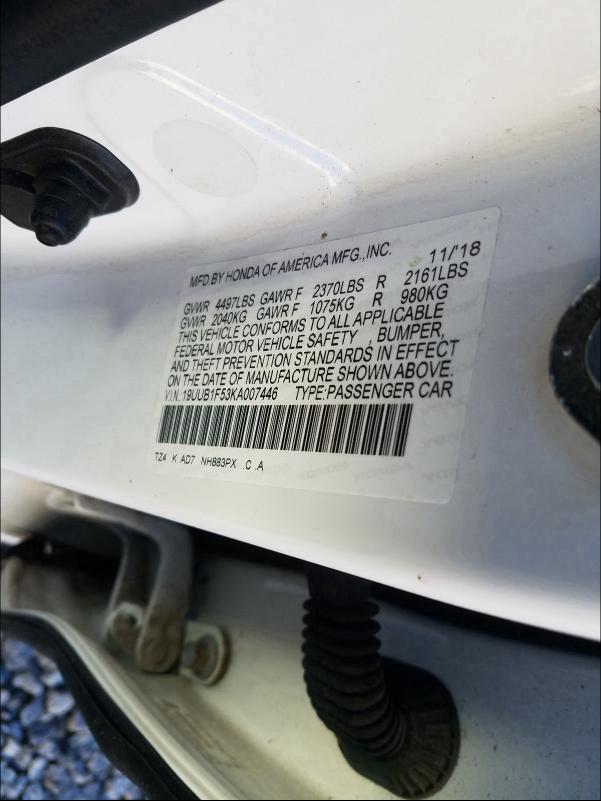 MFD.BY HONDA OF AMERICA MFG.,INC. 11/'18
GVWR 4497LBS GAWR F 2370LBS R 2161LBS
GVWR 2040KG GAWR F 1075KG R 980KG
THIS VEHICLE CONFORMS TO ALL APPLICABLE
FEDERAL MOTOR VEHICLE SAFETY , BUMPER,
AND THEFT PREVENTION STANDARDS IN EFFECT
ON THE DATE OF MANUFACTURE SHOWN ABOVE.
V.I.N.:19UUB1F53KA007446 TYPE:PASSENGER CAR
TZ4 K AD7 NH883PX .C .A